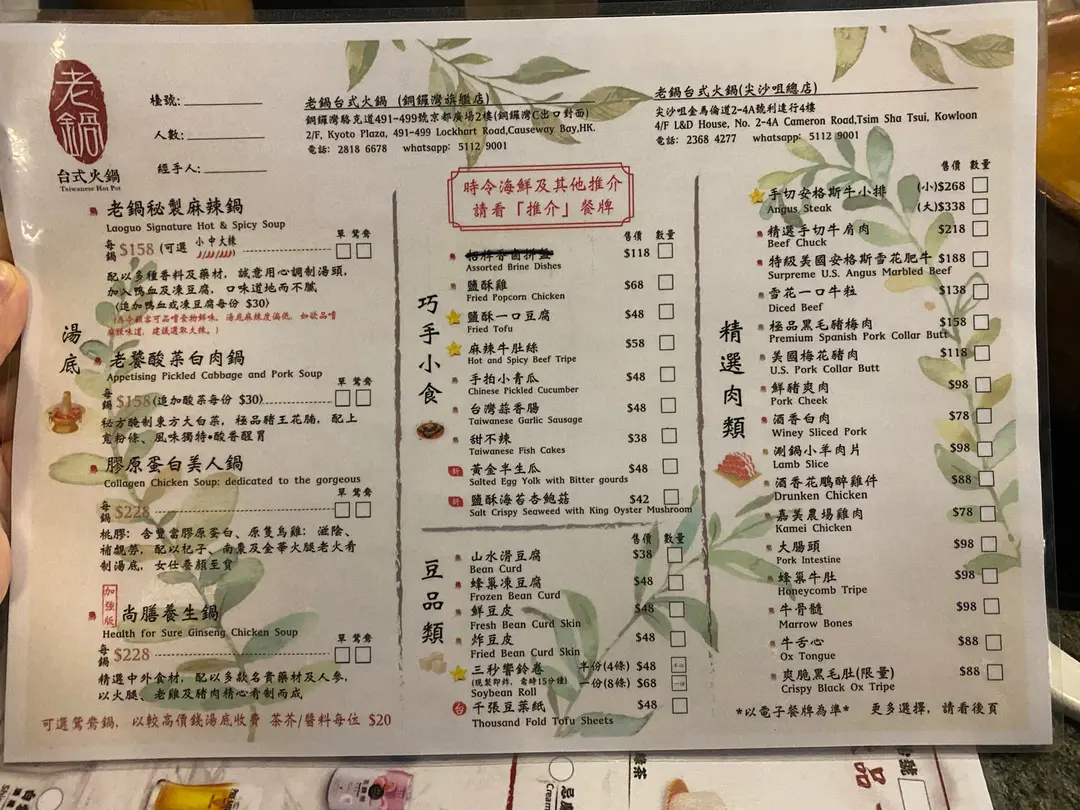 老鍋
台式火鍋
Taiwanese Hot Pot
檯號:
人數:
經手人:
老鍋台式火鍋 (銅鑼灣旗艦店)
銅鑼灣駱克道491-499號京都廣場2樓(銅鑼灣C出口對面)
2/F, Kyoto Plaza, 491-499 Lockhart Road,Causeway Bay,HK.
電話: 2818 6678 whatsapp: 5112 9001
老鍋台式火鍋(尖沙咀總店)
尖沙咀金馬倫道2-4A號利達行4樓
4/F L&D House, No. 2-4A Cameron Road,Tsim Sha Tsui, Kowloon
電話: 2368 4277 whatsapp: 5112 9001
湯底
老鍋秘製麻辣鍋
Laoguo Signature Hot & Spicy Soup
單 鴛鴦
每鍋 $158 (可選 小中大辣
配以多種香料及藥材, 誠意用心調制湯頭,
加入鴨血及凍豆腐, 口味道地而不膩
(追加鴨血或凍豆腐每份 $30)
老饕酸菜白肉鍋
Appetising Pickled Cabbage and Pork Soup
單 鴛鴦
每鍋 $158(追加酸菜每份 $30)
秘方醃制東方大白菜, 極品豬王花腩, 配上
寬粉條、風味獨特•酸香醒胃
膠原蛋白美人鍋
Collagen Chicken Soup: dedicated to the gorgeous
單 鴛鴦
每鍋 $228
桃膠: 含豐富膠原蛋白、原隻烏雞: 滋陰、
補虧勞, 配以杞子、南棗及金華火腿老火看
制湯底, 女仕養顏至寶
加強版
尚膳養生鍋
Health for Sure Ginseng Chicken Soup
單 鴛鴦
每鍋 $228
精選中外食材, 配以多款名貴藥材及人參,
以火腿、老雞及豬肉精心看制而成
可選鴛鴦鍋, 以較高價錢湯底收費 茶芥/醬料每位 $20
時令海鮮及其他推介
請看「推介」餐牌
巧手小食
售價 數量
Assorted Brine Dishes $118
鹽酥雞 $68
Fried Popcorn Chicken
鹽酥一口豆腐 $48
Fried Tofu
麻辣牛肚絲 $58
Hot and Spicy Beef Tripe
手拍小青瓜 $48
Chinese Pickled Cucumber
台灣蒜香腸 $48
Taiwanese Garlic Sausage
甜不辣 $38
Taiwanese Fish Cakes
新 黃金半生瓜 $48
Salted Egg Yolk with Bitter gourds
新 鹽酥海苔杏鮑菇 $42
Salt Crispy Seaweed with King Oyster Mushroom
豆品類
售價 數量
山水滑豆腐 $38
Bean Curd
蜂巢凍豆腐 $48
Frozen Bean Curd
鮮豆皮 $48
Fresh Bean Curd Skin
炸豆皮 $48
Fried Bean Curd Skin
三秒響鈴卷 半份(4條) $48
(現製即炸, 需時15分鐘) 一份(8條) $68
Soybean Roll
台 千張豆葉紙 $48
Thousand Fold Tofu Sheets
精選肉類
售價 數量
手切安格斯牛小排 (小)$268
Angus Steak (大)$338
精選手切牛肩肉 $218
Beef Chuck
特級美國安格斯雪花肥牛 $188
Surpreme U.S. Angus Marbled Beef
雪花一口牛粒 $138
Diced Beef
極品黑毛豬梅肉 $158
Premium Spanish Pork Collar Butt
美國梅花豬肉 $118
U.S. Pork Collar Butt
鮮豬爽肉 $98
Pork Cheek
酒香白肉 $78
Winey Sliced Pork
涮鍋小羊肉片 $98
Lamb Slice
酒香花鵰醉雞件 $88
Drunken Chicken
嘉美農場雞肉 $78
Kamei Chicken
大腸頭 $98
Pork Intestine
蜂巢牛肚 $98
Honeycomb Tripe
牛骨髓 $98
Marrow Bones
牛舌心 $88
Ox Tongue
爽脆黑毛肚(限量) $88
Crispy Black Ox Tripe
*以電子餐牌為準* 更多選擇, 請看後頁